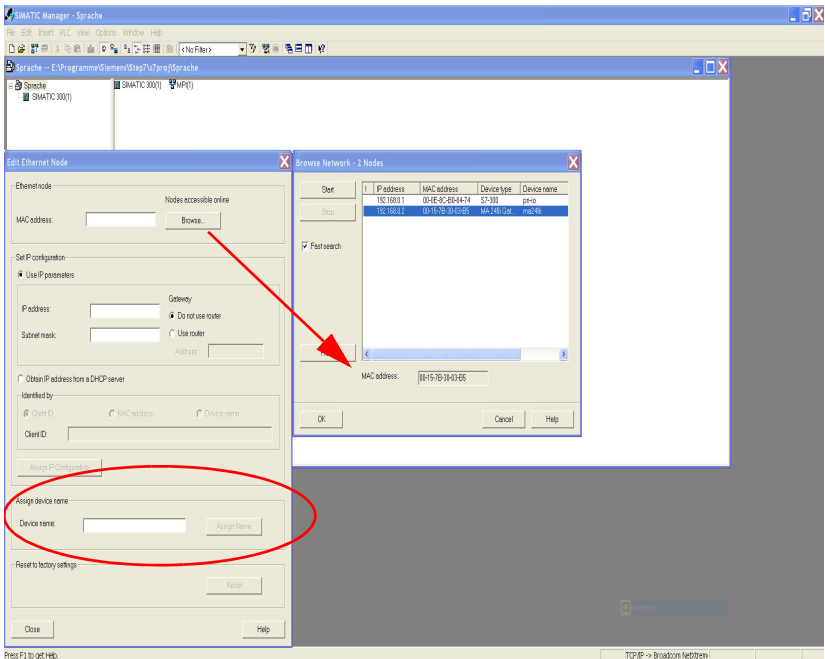 SIMATIC Manager - Sprache
File Edit Insert PLC View Options Window Help
< No Filter >
Sprache -- E:\Programme\Siemens\Step7\s7proj\Sprache
Sprache
SIMATIC 300(1)
SIMATIC 300(1) MPI(1)
Edit Ethernet Node
Ethernet node
Nodes accessible online
MAC address:
Browse...
Set IP configuration
Use IP parameters
Gateway
IP address:
Do not use router
Subnet mask:
Use router
Address:
Obtain IP address from a DHCP server
Identified by
Client ID
MAC address
Device name
Client ID:
Assign IP Configuration
Assign device name
Device name:
Assign Name
Reset to factory settings
Reset
Close
Help
Browse Network - 2 Nodes
Start
Stop
Fast search
! IP address MAC address Device type Device name
192.168.0.1 00-0E-8C-B0-84-74 S7-300 pn-io
192.168.0.2 00-15-7B-30-03-B5 MA 248i Gat... ma248i
MAC address: 00-15-7B-30-03-B5
OK
Cancel
Help
Press F1 to get Help.
TCP/IP -> Broadcom NetXtrem